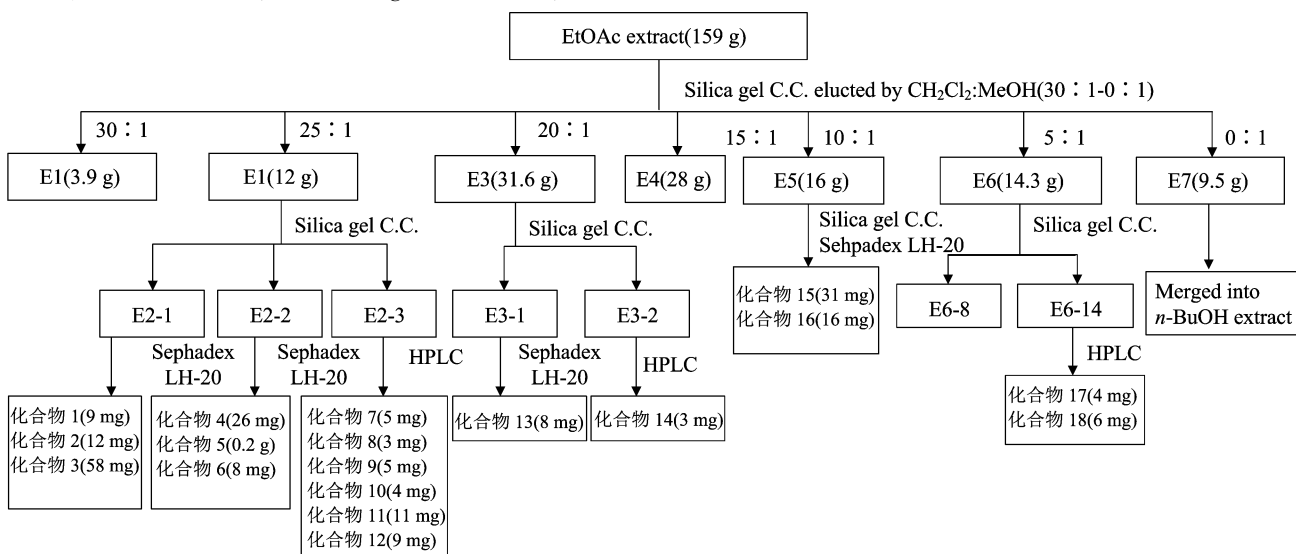 EtOAc extract(159 g)
Silica gel C.C. elucted by CH₂Cl₂:MeOH(30∶1-0∶1)
30∶1
25∶1
20∶1
15∶1
10∶1
5∶1
0∶1
E1(3.9 g)
E1(12 g)
E3(31.6 g)
E4(28 g)
E5(16 g)
E6(14.3 g)
E7(9.5 g)
Silica gel C.C.
Silica gel C.C.
Silica gel C.C.
Sehpadex LH-20
Silica gel C.C.
E2-1
E2-2
E2-3
E3-1
E3-2
化合物 15(31 mg)
化合物 16(16 mg)
E6-8
E6-14
Merged into
n-BuOH extract
Sephadex
LH-20
Sephadex
LH-20
HPLC
Sephadex
LH-20
HPLC
HPLC
化合物 1(9 mg)
化合物 2(12 mg)
化合物 3(58 mg)
化合物 4(26 mg)
化合物 5(0.2 g)
化合物 6(8 mg)
化合物 7(5 mg)
化合物 8(3 mg)
化合物 9(5 mg)
化合物 10(4 mg)
化合物 11(11 mg)
化合物 12(9 mg)
化合物 13(8 mg)
化合物 14(3 mg)
化合物 17(4 mg)
化合物 18(6 mg)